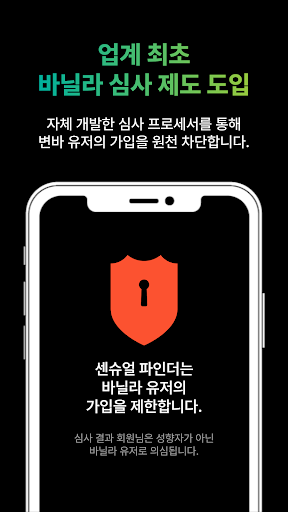 업계 최초
바닐라 심사 제도 도입
자체 개발한 심사 프로세서를 통해
변바 유저의 가입을 원천 차단합니다.
센슈얼 파인더는
바닐라 유저의
가입을 제한합니다.
심사 결과 회원님은 성향자가 아닌
바닐라 유저로 의심됩니다.